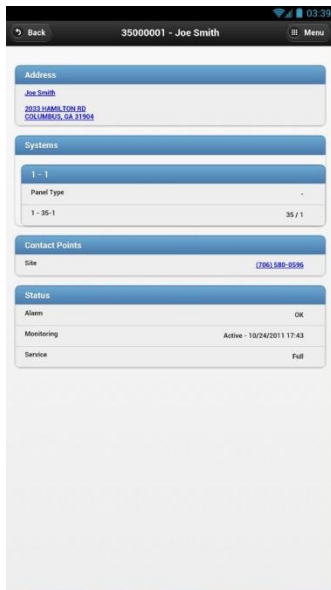 03:39
Back
35000001 - Joe Smith
Menu
Address
Joe Smith
2033 HAMILTON RD
COLUMBUS, GA 31904
Systems
1 - 1
Panel Type -
1 - 35-1 35 / 1
Contact Points
Site (706) 580-0596
Status
Alarm OK
Monitoring Active - 10/24/2011 17:43
Service Full